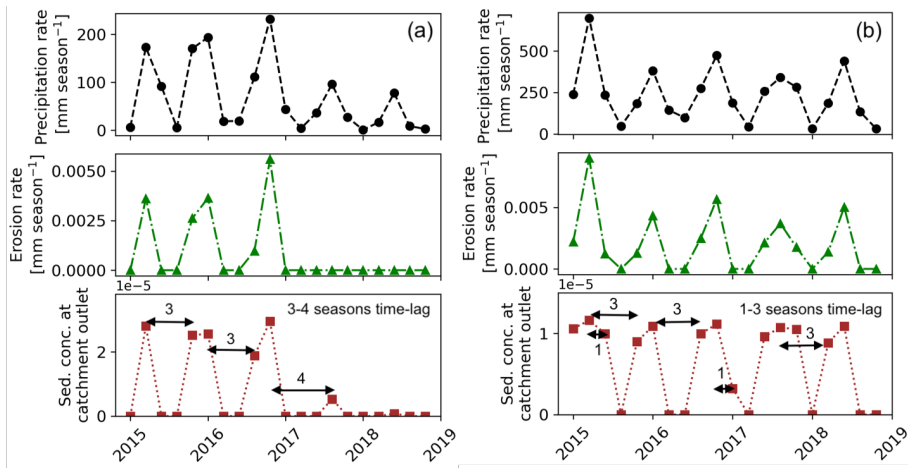 (a)
Precipitation rate
[mm season⁻¹]
200
100
0
Erosion rate
[mm season⁻¹]
0.0050
0.0025
0.0000
1e−5
Sed. conc. at
catchment outlet
2
0
3-4 seasons time-lag
3
3
4
2015
2016
2017
2018
2019
(b)
Precipitation rate
[mm season⁻¹]
500
250
0
Erosion rate
[mm season⁻¹]
0.005
0.000
1e−5
Sed. conc. at
catchment outlet
1
0
1-3 seasons time-lag
3
3
1
1
3
2015
2016
2017
2018
2019